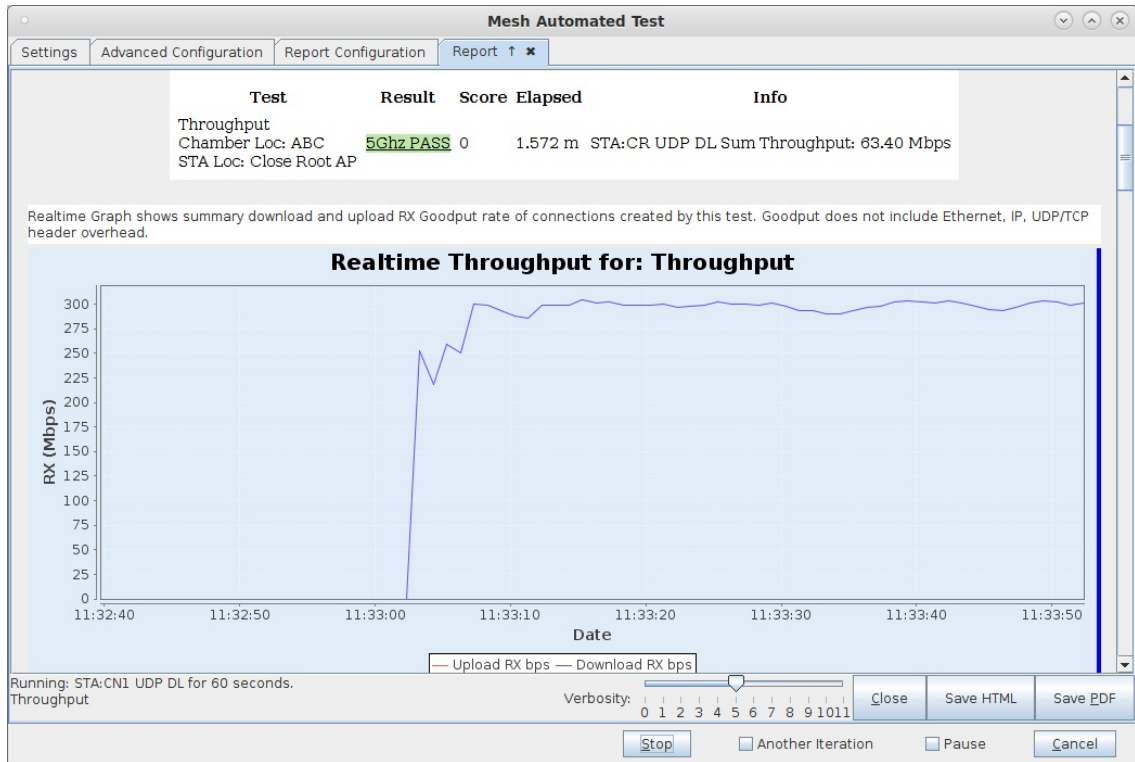 Mesh Automated Test
Settings
Advanced Configuration
Report Configuration
Report ↑ ✖
Test Result Score Elapsed Info
Throughput
Chamber Loc: ABC 5Ghz PASS 0 1.572 m STA:CR UDP DL Sum Throughput: 63.40 Mbps
STA Loc: Close Root AP
Realtime Graph shows summary download and upload RX Goodput rate of connections created by this test. Goodput does not include Ethernet, IP, UDP/TCP
header overhead.
Realtime Throughput for: Throughput
RX (Mbps)
300
275
250
225
200
175
150
125
100
75
50
25
0
11:32:40 11:32:50 11:33:00 11:33:10 11:33:20 11:33:30 11:33:40 11:33:50
Date
Upload RX bps Download RX bps
Running: STA:CN1 UDP DL for 60 seconds.
Throughput
Verbosity:
0 1 2 3 4 5 6 7 8 9 1011
Close
Save HTML
Save PDF
Stop
Another Iteration
Pause
Cancel